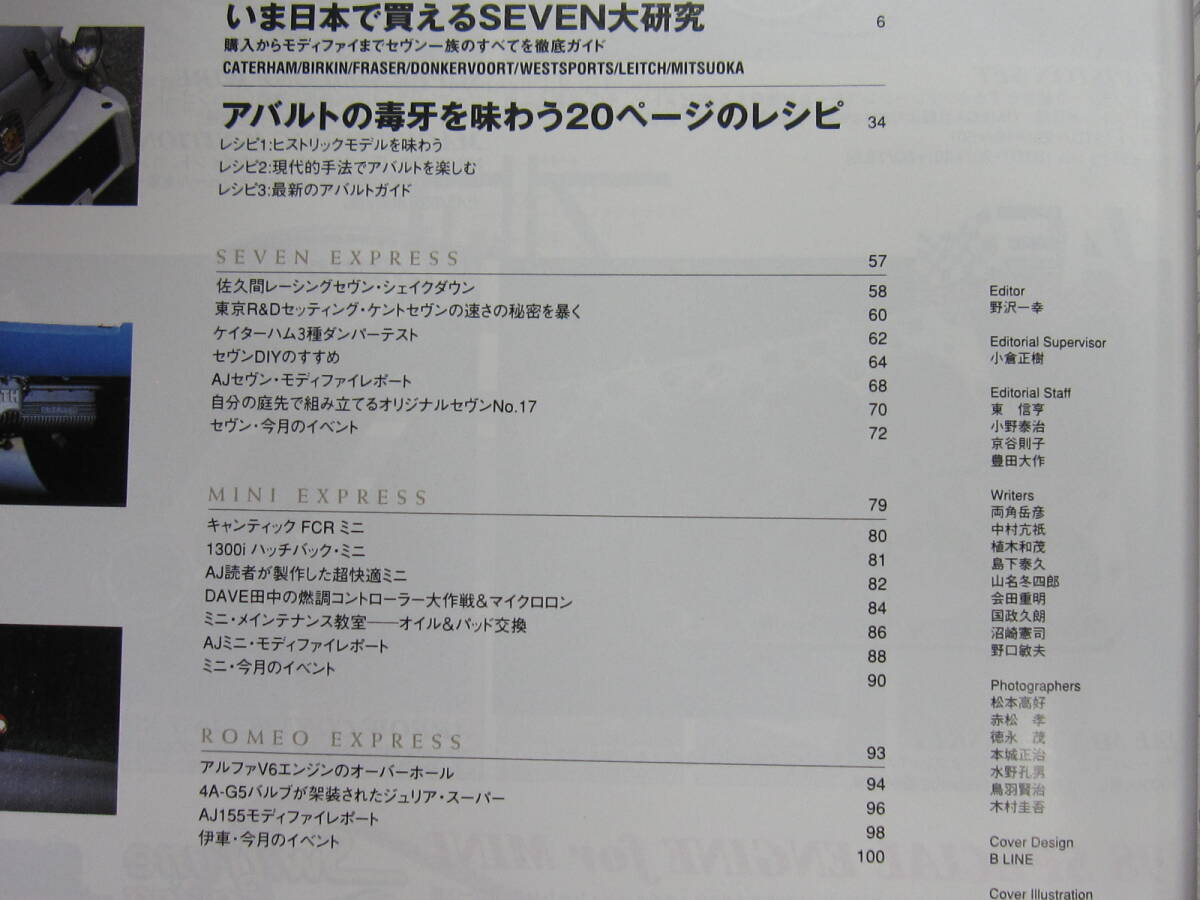 いま日本で買えるSEVEN大研究 6
購入からモディファイまでセヴン一族のすべてを徹底ガイド
CATERHAM/BIRKIN/FRASER/DONKERVOORT/WESTSPORTS/LEITCH/MITSUOKA
アバルトの毒牙を味わう20ページのレシピ 34
レシピ1:ヒストリックモデルを味わう
レシピ2:現代的手法でアバルトを楽しむ
レシピ3:最新のアバルトガイド
SEVEN EXPRESS 57
佐久間レーシングセヴン・シェイクダウン 58
東京R&Dセッティング・ケントセヴンの速さの秘密を暴く 60
ケイターハム3種ダンパーテスト 62
セヴンDIYのすすめ 64
AJセヴン・モディファイレポート 68
自分の庭先で組み立てるオリジナルセヴンNo.17 70
セヴン・今月のイベント 72
MINI EXPRESS 79
キャンティック FCR ミニ 80
1300i ハッチバック・ミニ 81
AJ読者が製作した超快適ミニ 82
DAVE田中の燃調コントローラー大作戦&マイクロロン 84
ミニ・メインテナンス教室――オイル&パッド交換 86
AJミニ・モディファイレポート 88
ミニ・今月のイベント 90
ROMEO EXPRESS 93
アルファV6エンジンのオーバーホール 94
4A-G5バルブが架装されたジュリア・スーパー 96
AJ155モディファイレポート 98
伊車・今月のイベント 100
Editor
野沢一幸
Editorial Supervisor
小倉正樹
Editorial Staff
東 信亨
小野泰治
京谷則子
豊田大作
Writers
両角岳彦
中村亢祇
植木和茂
島下泰久
山名冬四郎
会田重明
国政久朗
沼崎憲司
野口敏夫
Photographers
松本高好
赤松 孝
徳永 茂
本城正治
水野孔男
鳥羽賢治
木村圭吾
Cover Design
B LINE
Cover Illustration